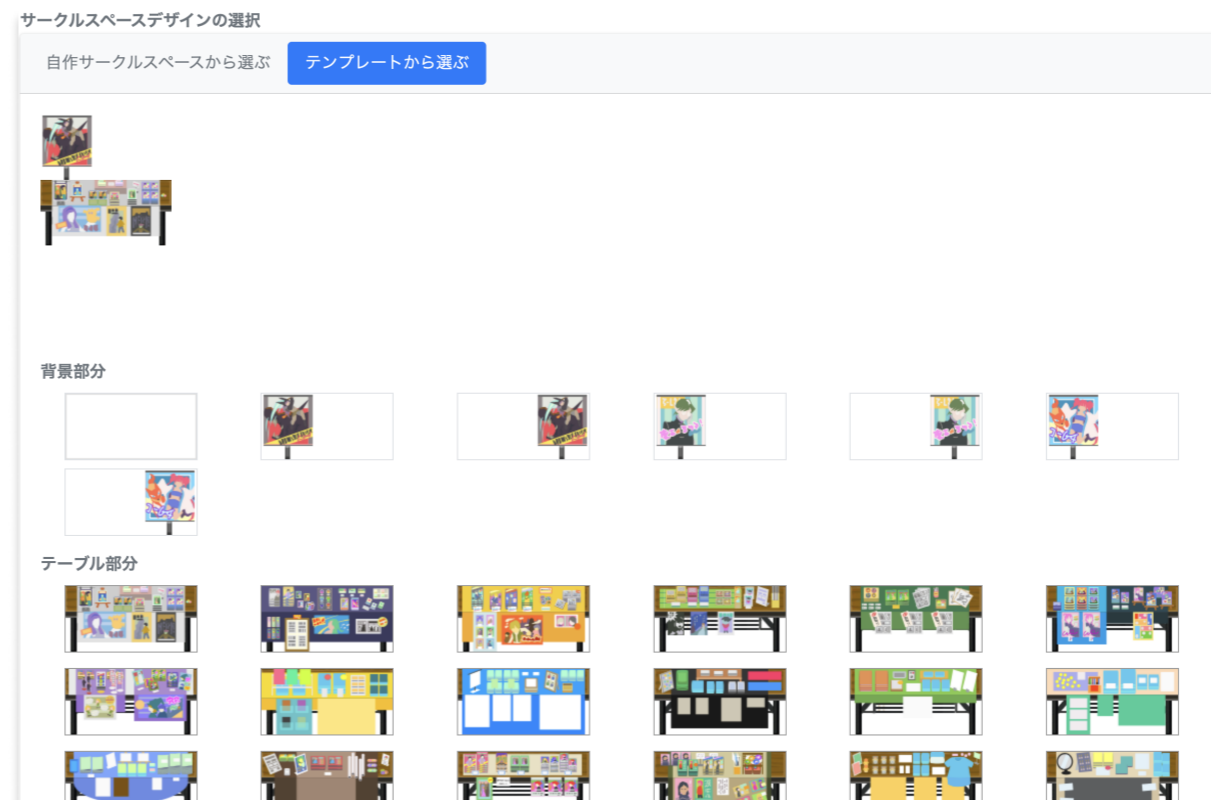 サークルスペースデザインの選択
自作サークルスペースから選ぶ
テンプレートから選ぶ
背景部分
テーブル部分